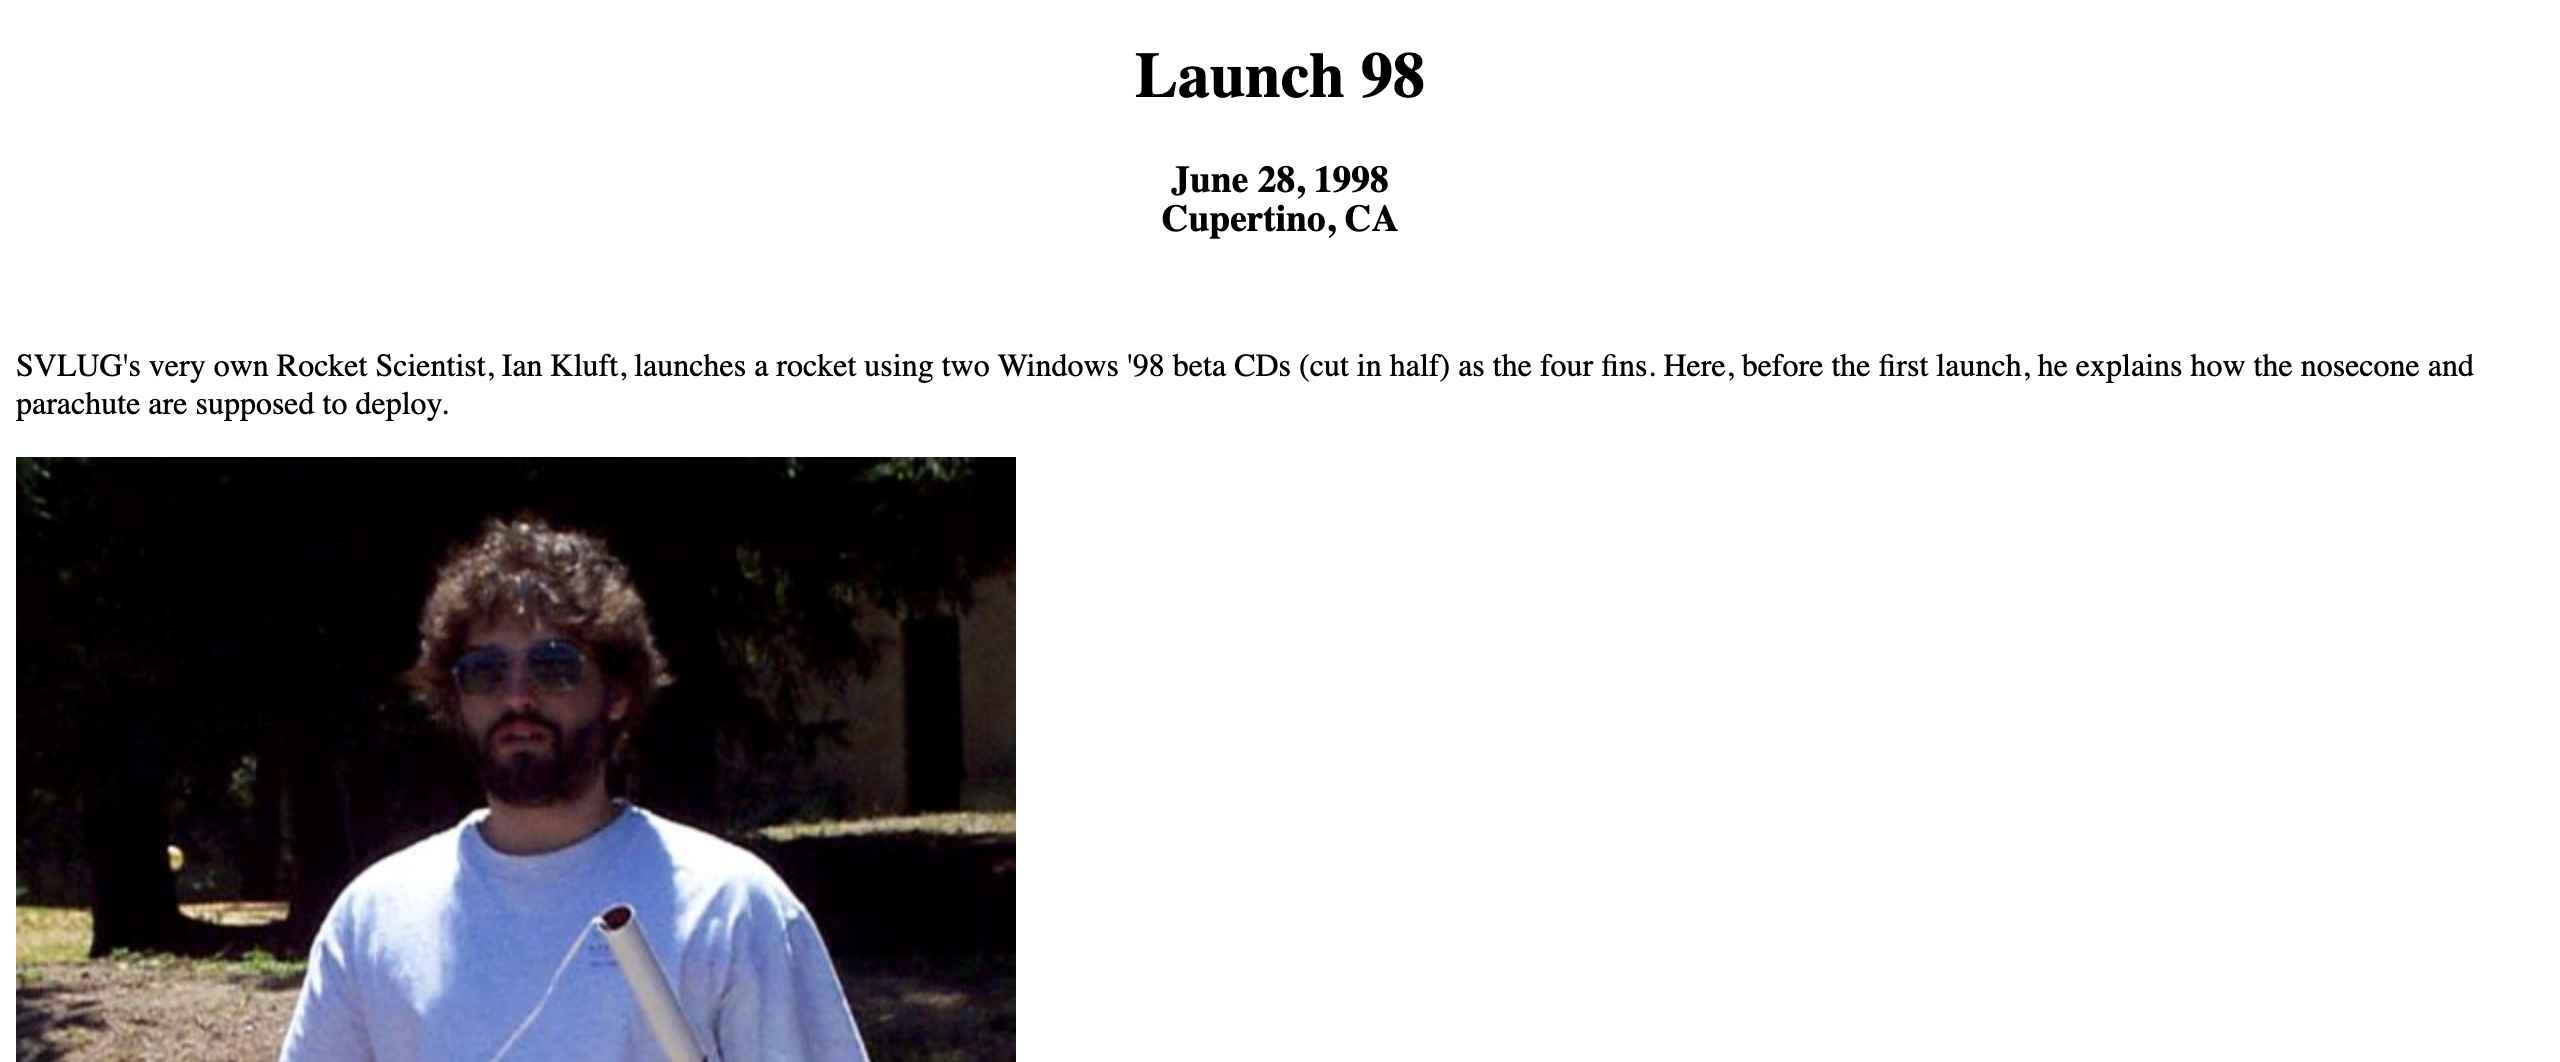 Launch 98
June 28, 1998
Cupertino, CA
SVLUG's very own Rocket Scientist, Ian Kluft, launches a rocket using two Windows '98 beta CDs (cut in half) as the four fins. Here, before the first launch, he explains how the nosecone and
parachute are supposed to deploy.